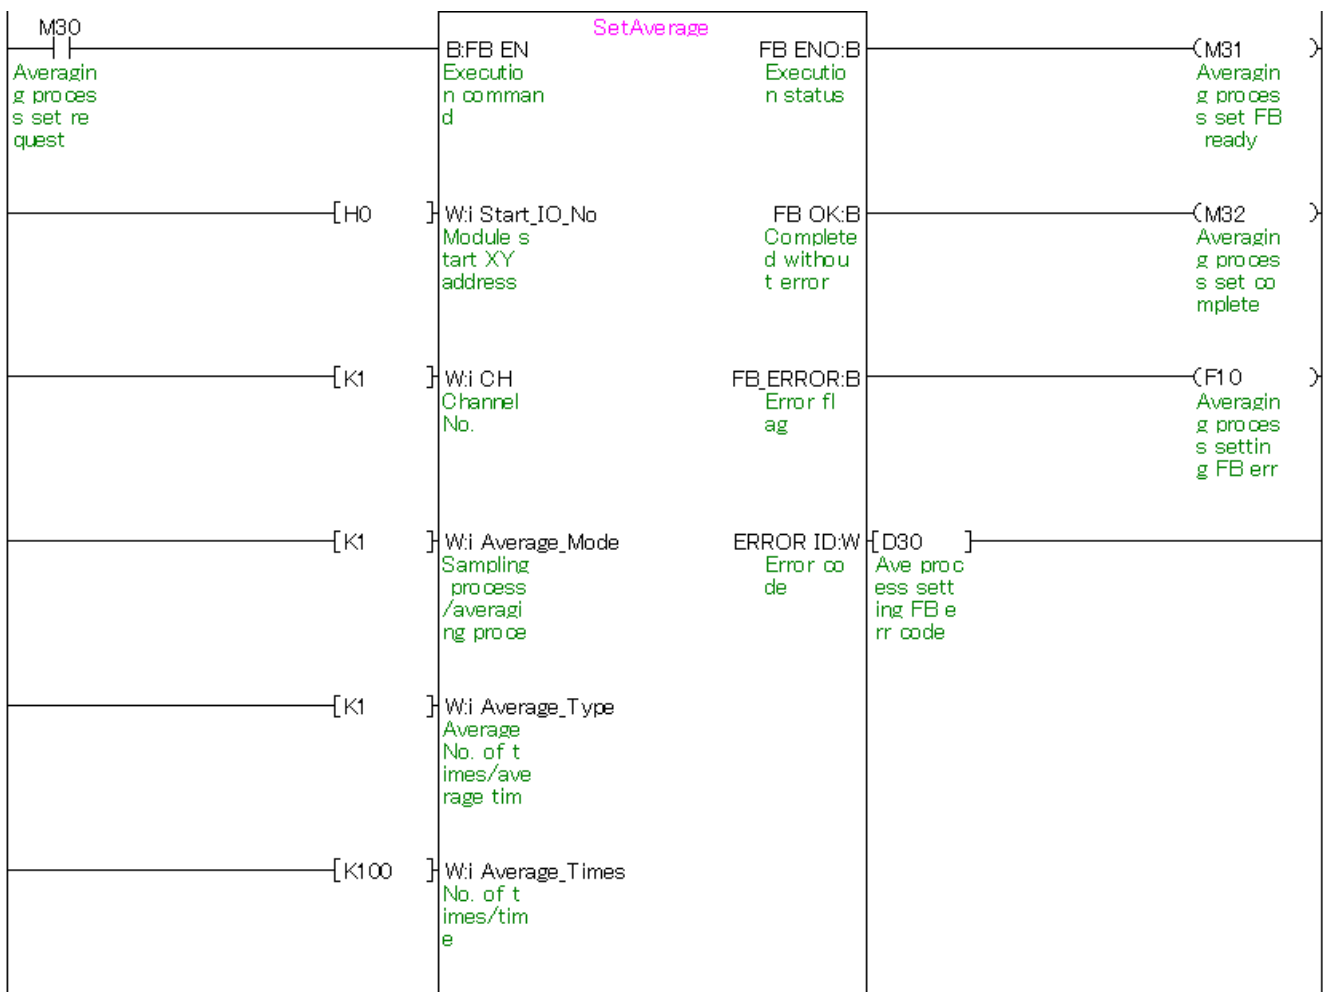 SetAverage
M30
Averagin
g proces
s set re
quest
B:FB EN
Executio
n comman
d
FB ENO:B
Executio
n status
M31
Averagin
g proces
s set FB
ready
H0
W:i Start_IO_No
Module s
tart XY
address
FB OK:B
Complete
d withou
t error
M32
Averagin
g proces
s set co
mplete
K1
W:i CH
Channel
No.
FB_ERROR:B
Error fl
ag
F10
Averagin
g proces
s settin
g FB err
K1
W:i Average_Mode
Sampling
process
/averagi
ng proce
ERROR ID:W
Error co
de
D30
Ave proc
ess sett
ing FB e
rr code
K1
W:i Average_Type
Average
No. of t
imes/ave
rage tim
K100
W:i Average_Times
No. of t
imes/tim
e